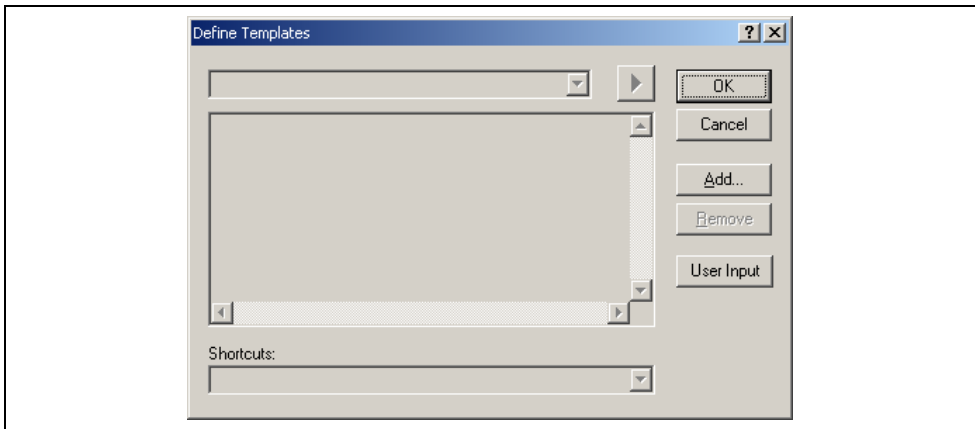 Define Templates
OK
Cancel
Add...
Remove
User Input
Shortcuts: